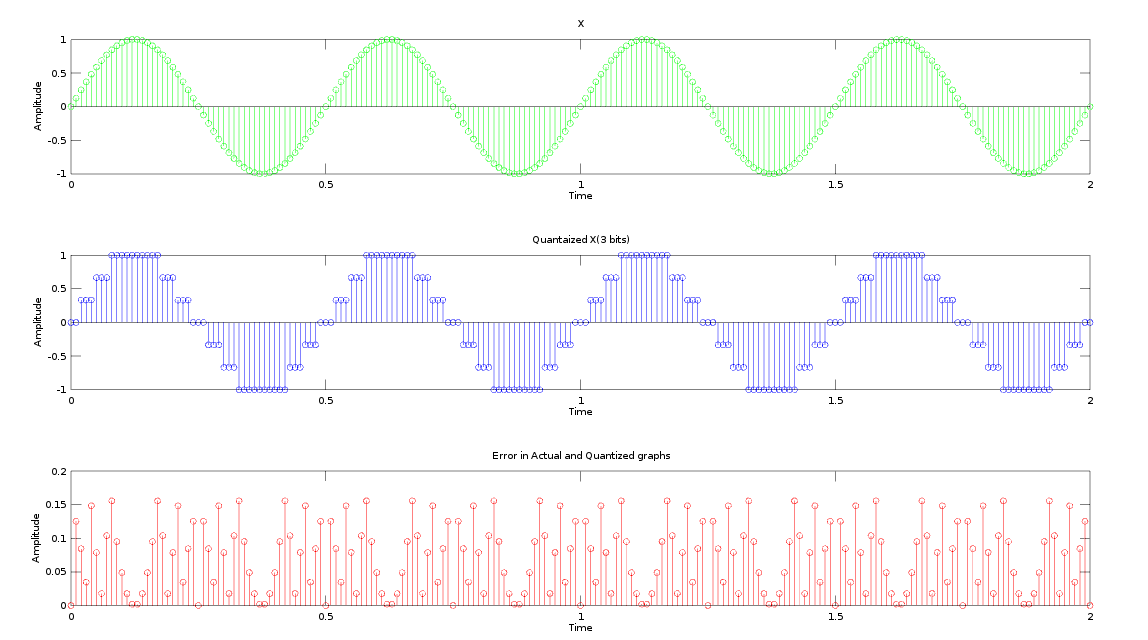 X
1
0.5
0
-0.5
-1
Amplitude
0 0.5 1 1.5 2
Time
Quantaized X(3 bits)
1
0.5
0
-0.5
-1
Amplitude
0 0.5 1 1.5 2
Time
Error in Actual and Quantized graphs
0.2
0.15
0.1
0.05
0
Amplitude
0 0.5 1 1.5 2
Time